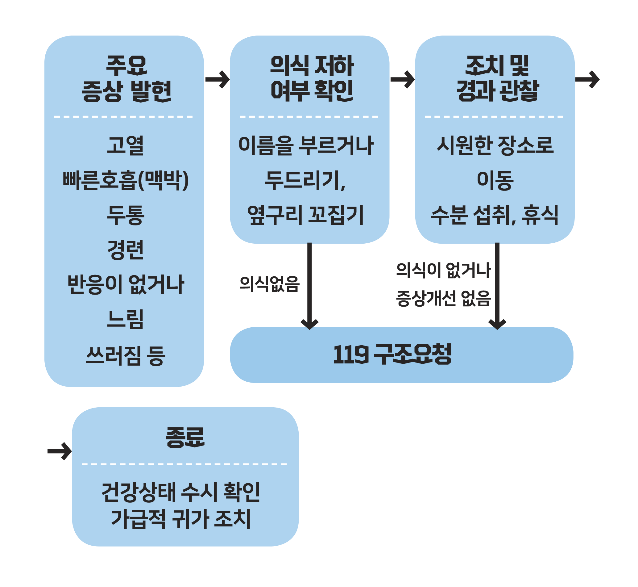 주요
증상 발현
고열
빠른호흡(맥박)
두통
경련
반응이 없거나
느림
쓰러짐 등
의식 저하
여부 확인
이름을 부르거나
두드리기,
옆구리 꼬집기
조치 및
경과 관찰
시원한 장소로
이동
수분 섭취, 휴식
의식없음
의식이 없거나
증상개선 없음
119 구조요청
종료
건강상태 수시 확인
가급적 귀가 조치